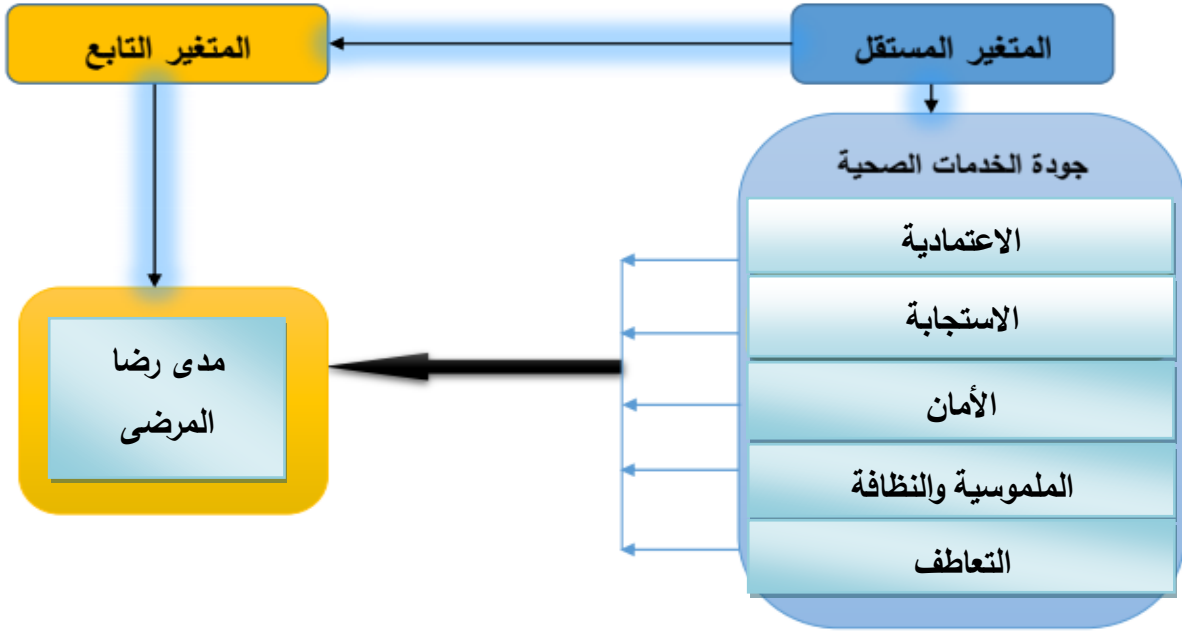 المتغير المستقل
المتغير التابع
جودة الخدمات الصحية
الاعتمادية
الاستجابة
الأمان
الملموسية والنظافة
التعاطف
مدى رضا
المرضى